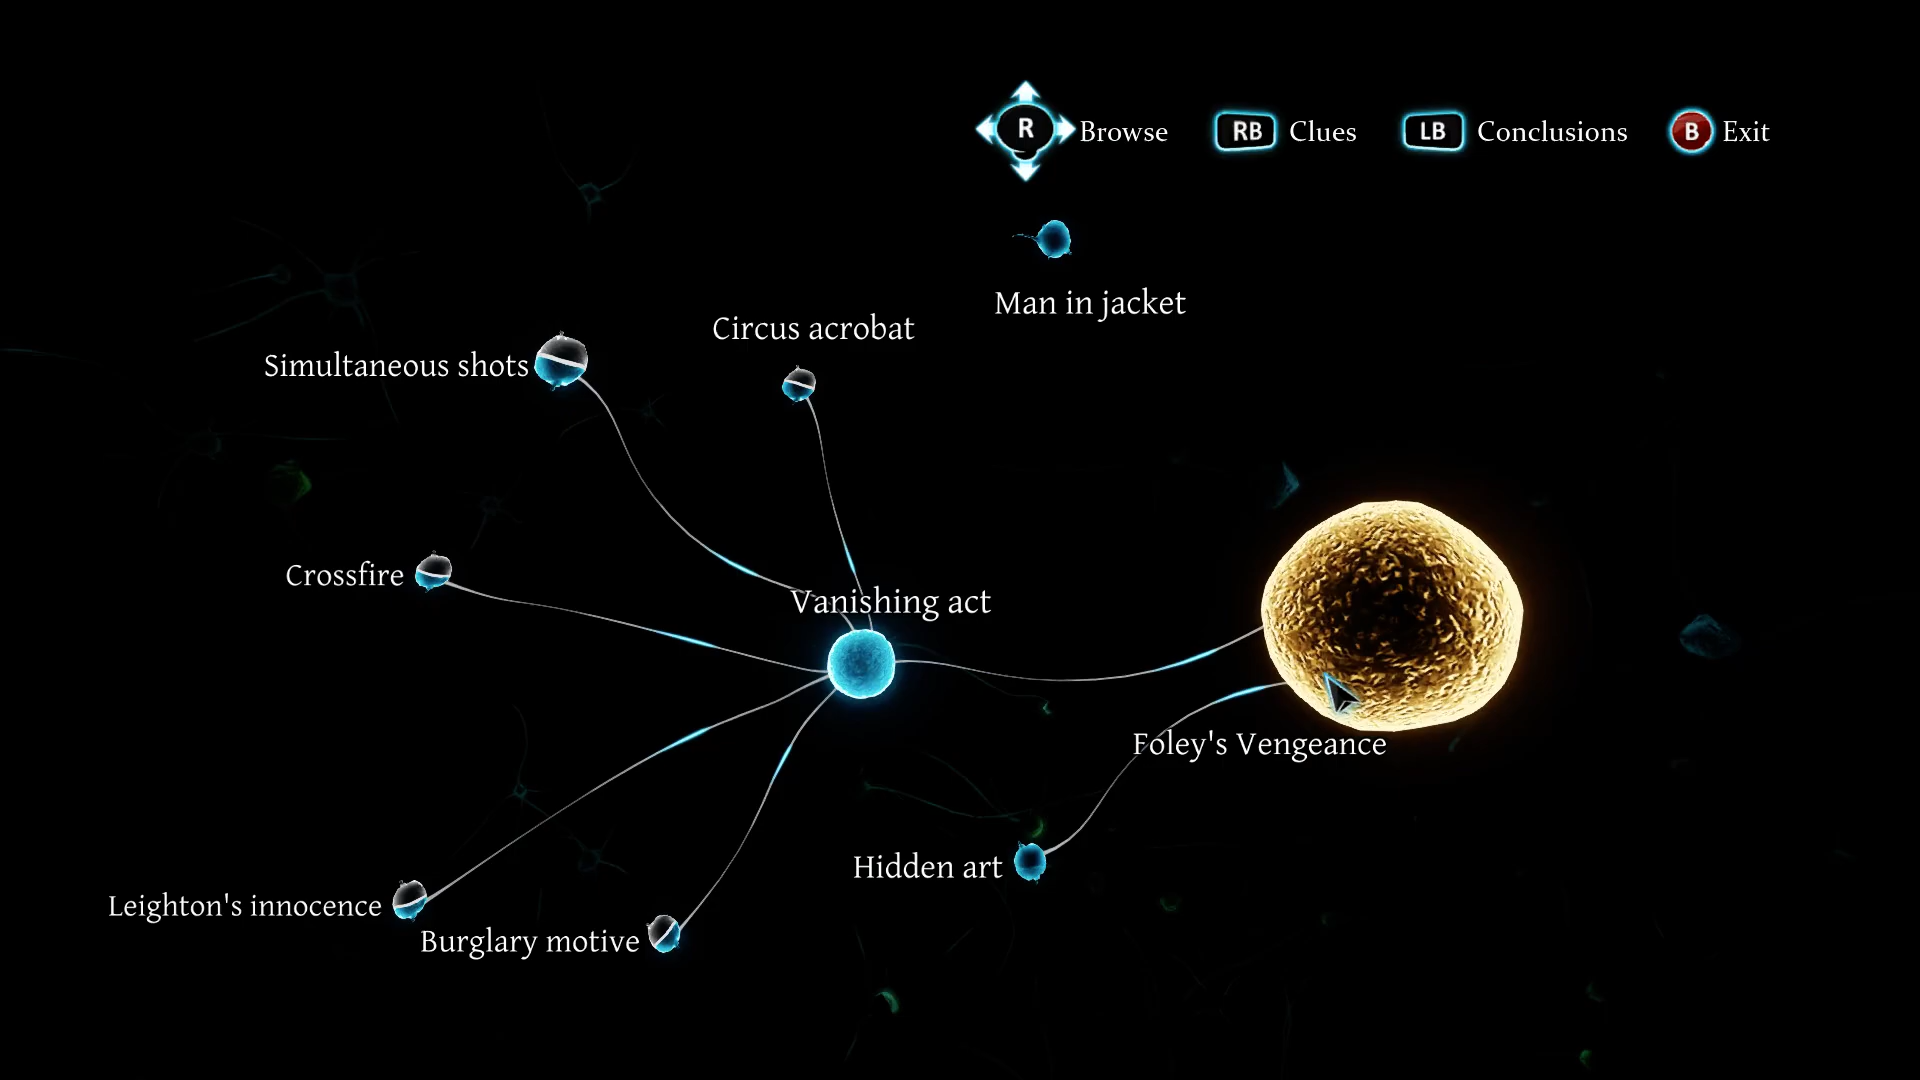 R Browse RB Clues LB Conclusions B Exit
Man in jacket
Circus acrobat
Simultaneous shots
Crossfire
Vanishing act
Foley's Vengeance
Hidden art
Leighton's innocence
Burglary motive